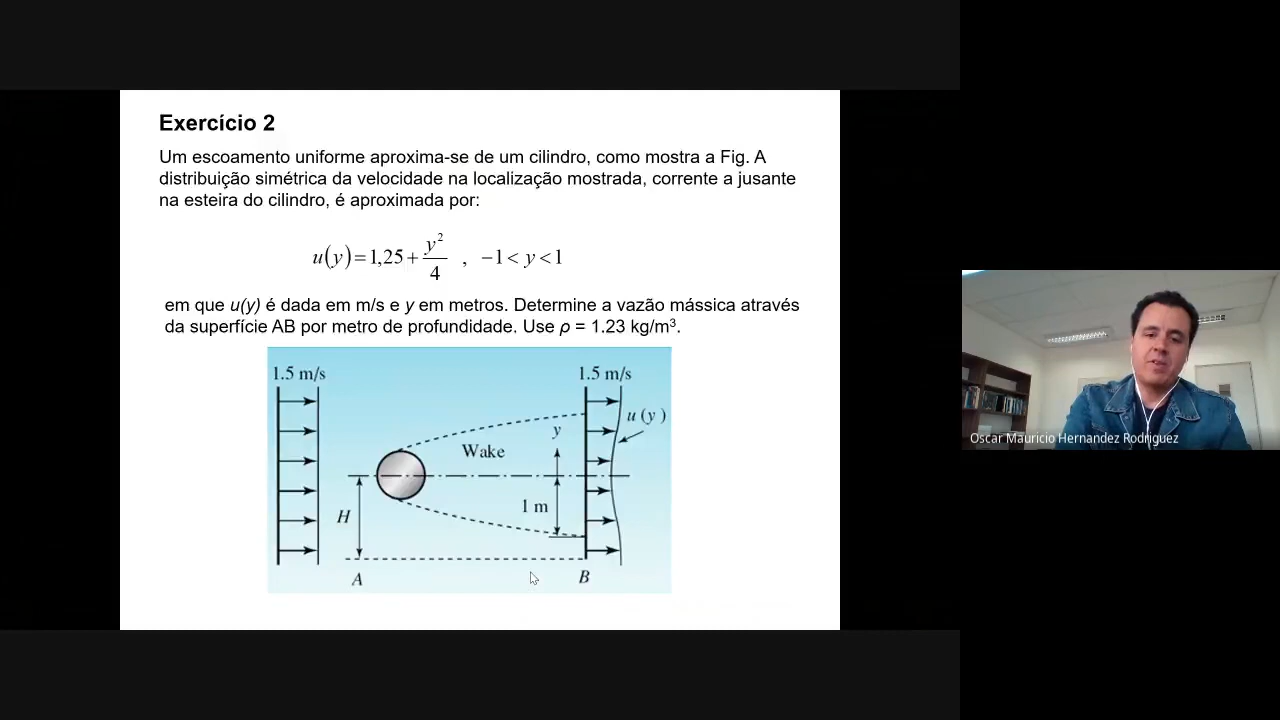 Exercício 2
Um escoamento uniforme aproxima-se de um cilindro, como mostra a Fig. A
distribuição simétrica da velocidade na localização mostrada, corrente a jusante
na esteira do cilindro, é aproximada por:
u(y)=1,25+y²/4 , −1<y<1
em que u(y) é dada em m/s e y em metros. Determine a vazão mássica através
da superfície AB por metro de profundidade. Use ρ = 1.23 kg/m³.
1.5 m/s
1.5 m/s
u (y )
y
Wake
1 m
H
A
B
Oscar Mauricio Hernandez Rodriguez